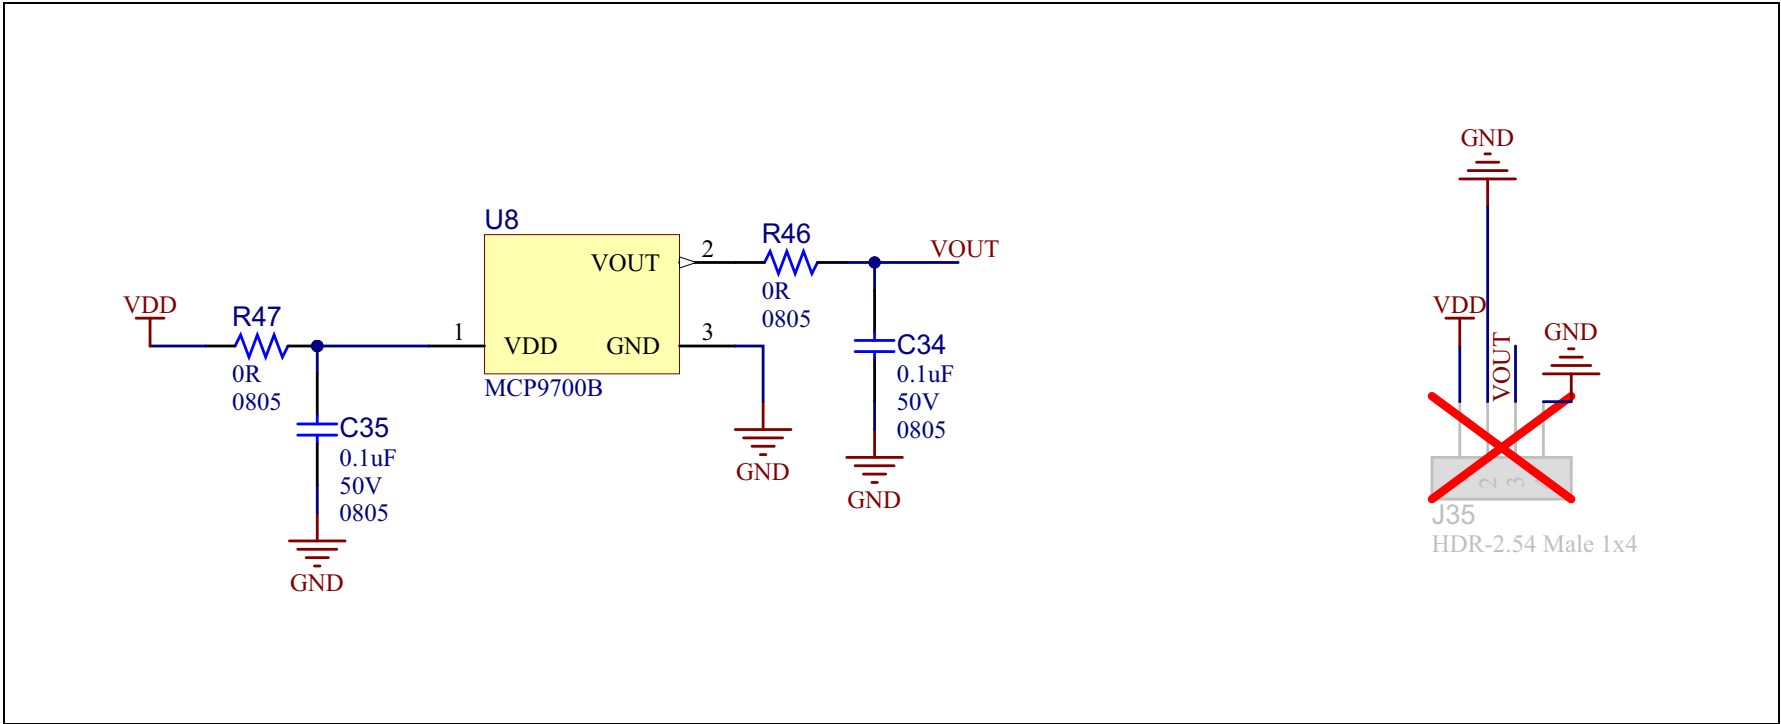 VDD
R47
0R
0805
C35
0.1uF
50V
0805
GND
U8
VOUT
VDD
GND
MCP9700B
1
2
3
GND
R46
0R
0805
VOUT
C34
0.1uF
50V
0805
GND
GND
VDD
VOUT
GND
2
3
J35
HDR-2.54 Male 1x4